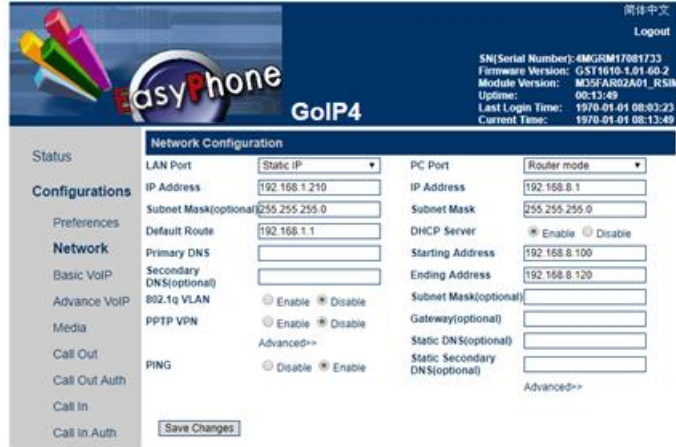 简体中文
Logout
SN(Serial Number): 4MGRM17081733
Firmware Version: GST1610-1.01-60-2
Module Version: M35FAR02A01_RSIM
Uptime: 00:13:49
Last Login Time: 1970-01-01 08:03:23
Current Time: 1970-01-01 08:13:49
EasyPhone
GoIP4
Status
Configurations
Preferences
Network
Basic VoIP
Advance VoIP
Media
Call Out
Call Out Auth
Call In
Call In Auth
Network Configuration
LAN Port Static IP
IP Address 192.168.1.210
Subnet Mask(optional) 255.255.255.0
Default Route 192.168.1.1
Primary DNS
Secondary
DNS(optional)
802.1q VLAN Enable Disable
PPTP VPN Enable Disable
Advanced>>
PING Disable Enable
Save Changes
PC Port Router mode
IP Address 192.168.8.1
Subnet Mask 255.255.255.0
DHCP Server Enable Disable
Starting Address 192.168.8.100
Ending Address 192.168.8.120
Subnet Mask(optional)
Gateway(optional)
Static DNS(optional)
Static Secondary
DNS(optional)
Advanced>>